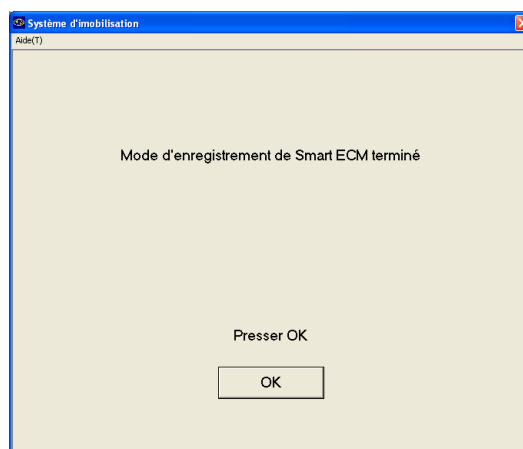 Système d'imobilisation
Aide(T)
Mode d'enregistrement de Smart ECM terminé
Presser OK
OK